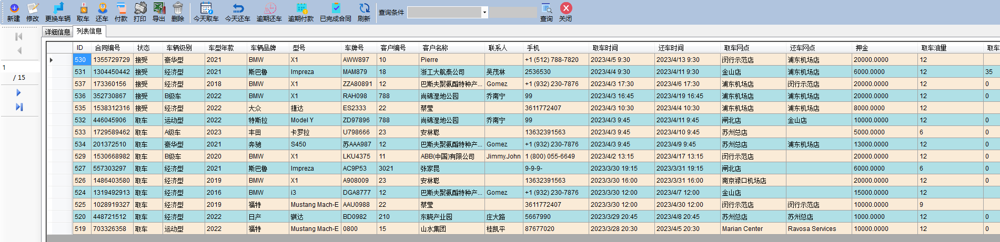 新建 修改 更换车辆 取车 还车 付款 打印 导出 删除 今天取车 今天还车 逾期还车 逾期付款 已完成合同 刷新 查询条件 查询 关闭
详细信息 列表信息
ID 合同编号 状态 车辆级别 车型年款 车辆品牌 型号 车牌号 客户编号 客户名称 联系人 手机 取车时间 还车时间 取车网点 还车网点 押金 取车油量 取车
530 1355729729 接受 豪华型 2021 BMW X1 AWW897 10 Pierre +1 (512) 788-7820 2023/4/5 9:30 2023/4/13 9:30 闵行示范店 浦东机场店 20000.0000 12
1
531 1304450442 接受 经济型 2021 斯巴鲁 Impreza MAM879 18 浙工大航泰公司 吴茂林 2536530 2023/4/4 9:30 2023/4/11 9:30 金山店 浦东机场店 6000.0000 12 35
/ 15
537 173360156 接受 经济型 2018 BMW X1 ZZA80891 12 巴斯夫聚氨酯特种产... Gomez +1 (932) 230-7876 2023/4/3 17:30 2023/4/6 17:30 浦东机场店 闵行示范店 20000.0000 12 0
536 352730867 接受 B级车 2022 BMW X1 RAH098 788 尚锦湿地公园 乔南宁 99 2023/4/3 16:45 2023/4/19 16:45 浦东机场店 浦东机场店 20000.0000 12 0
535 1538312316 接受 经济型 2022 大众 捷达 ES2333 22 蔡莹 3611772407 2023/4/3 10:30 2023/4/4 10:30 浦东机场店 浦东机场店 8000.0000 12
532 446045906 取车 运动型 2022 特斯拉 Model Y ZD97896 788 尚锦湿地公园 乔南宁 99 2023/4/3 9:45 2023/4/11 9:45 闸北店 金山店 10000.0000 12 0
533 1729589462 取车 A级车 2023 丰田 卡罗拉 U798666 23 安林聪 13632391563 2023/4/3 9:45 2023/4/10 9:45 苏州总店 5000.0000 6 0
534 201372510 取车 豪华型 2021 奔驰 S450 苏AAA987 12 巴斯夫聚氨酯特种产... Gomez +1 (932) 230-7876 2023/4/3 9:45 2023/4/9 9:45 苏州总店 浦东机场店 13000.0000 12 0
529 1530668982 取车 B级车 2020 BMW X1 LKU4375 11 ABB(中国)有限公司 Jimmy.John 1 (800) 055-6649 2023/4/2 13:15 2023/4/17 13:15 闵行示范店 20000.0000 12 0
527 557303297 取车 经济型 2021 斯巴鲁 Impreza AC9P53 3021 张家昆 9-9-9- 2023/3/30 19:15 2023/3/31 19:15 闸北店 6000.0000 6 0
526 1486403580 取车 经济型 2019 BMW X1 A908009 23 安林聪 13632391563 2023/3/30 16:00 2023/3/31 16:00 南京禄口机场店 20000.0000 12 0
524 1319492913 取车 经济型 2016 BMW i3 DGA8777 12 巴斯夫聚氨酯特种产... Gomez +1 (932) 230-7876 2023/3/30 12:00 2023/4/7 12:00 金山店 15000.0000 12
525 1028919327 取车 经济型 2019 福特 Mustang Mach-E AAU0988 22 蔡莹 3611772407 2023/3/30 12:00 2023/4/30 12:00 闵行示范店 闵行示范店 10000.0000 9
520 448721512 取车 经济型 2022 日产 骐达 BD0982 210 东晓产业园 庄大路 5667990 2023/3/29 20:45 2023/4/8 20:45 苏州总店 苏州总店 1000.0000 12 0
519 703326358 取车 运动型 2022 福特 Mustang Mach-E 0800 15 山水集团 桂凯平 87677020 2023/3/28 20:30 2023/4/5 20:30 Marian Center Ravosa Services 10000.0000 12 0